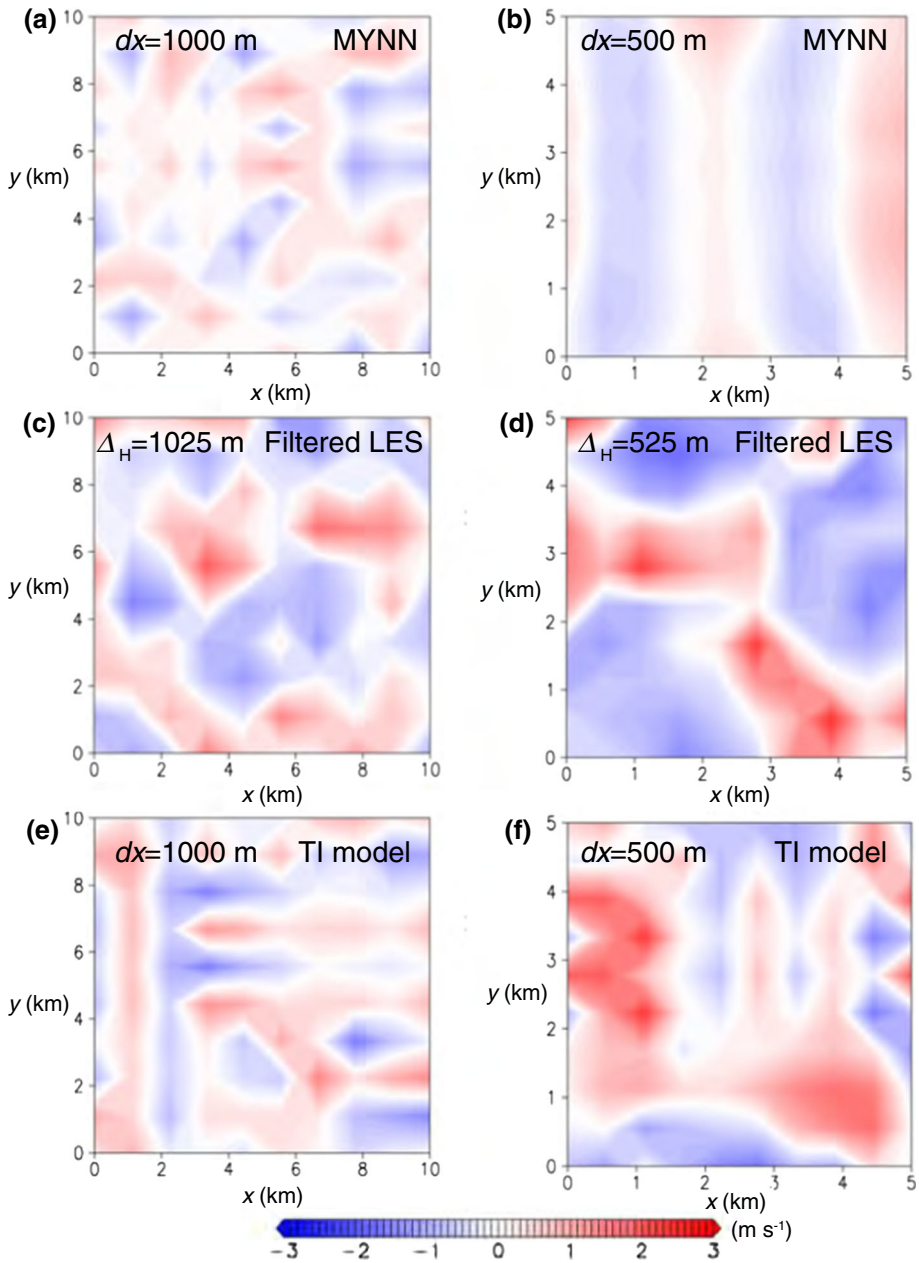 (a) dx=1000 m MYNN
10
8
6
y (km)
4
2
0
0 2 4 6 8 10
x (km)
(b) dx=500 m MYNN
5
4
3
y (km)
2
1
0
0 1 2 3 4 5
x (km)
(c) ΔH=1025 m Filtered LES
10
8
6
y (km)
4
2
0
0 2 4 6 8 10
x (km)
(d) ΔH=525 m Filtered LES
5
4
3
y (km)
2
1
0
0 1 2 3 4 5
x (km)
(e) dx=1000 m TI model
10
8
6
y (km)
4
2
0
0 2 4 6 8 10
x (km)
(f) dx=500 m TI model
5
4
3
y (km)
2
1
0
0 1 2 3 4 5
x (km)
(m s-1)
−3 −2 −1 0 1 2 3